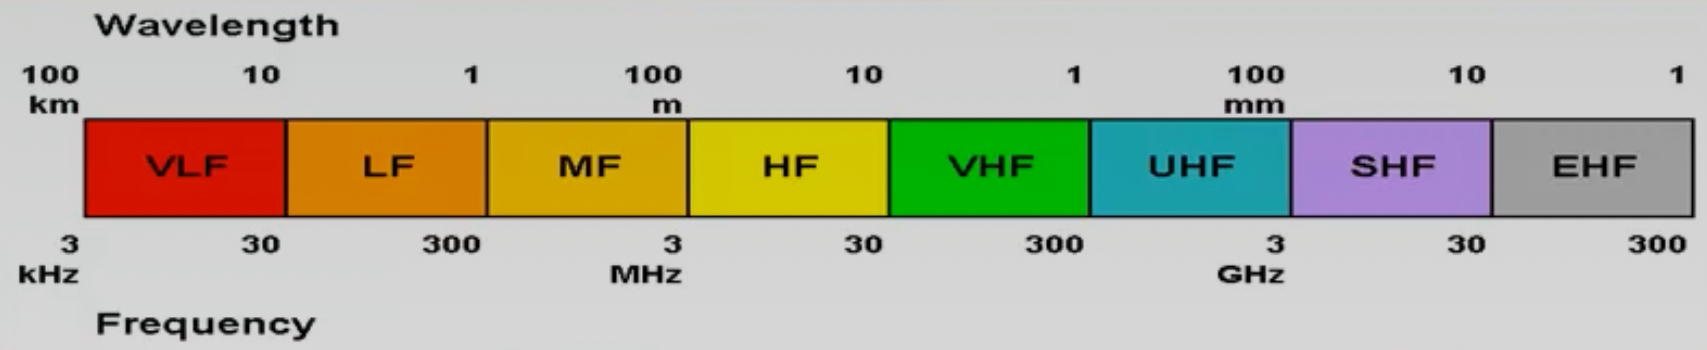 Wavelength
100 10 1 100 10 1 100 10 1
km m mm
VLF LF MF HF VHF UHF SHF EHF
3 30 300 3 30 300 3 30 300
kHz MHz GHz
Frequency